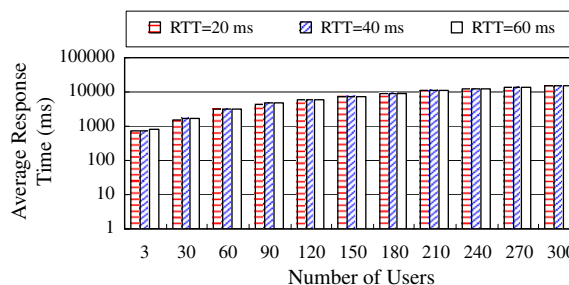 RTT=20 ms RTT=40 ms RTT=60 ms
100000
10000
1000
100
10
1
Average Response
Time (ms)
3 30 60 90 120 150 180 210 240 270 300
Number of Users